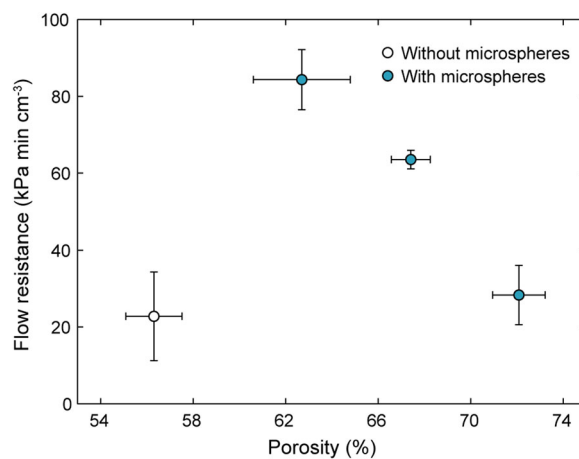 100
80
60
40
20
0
Flow resistance (kPa min cm⁻³)
Without microspheres
With microspheres
54 58 62 66 70 74
Porosity (%)